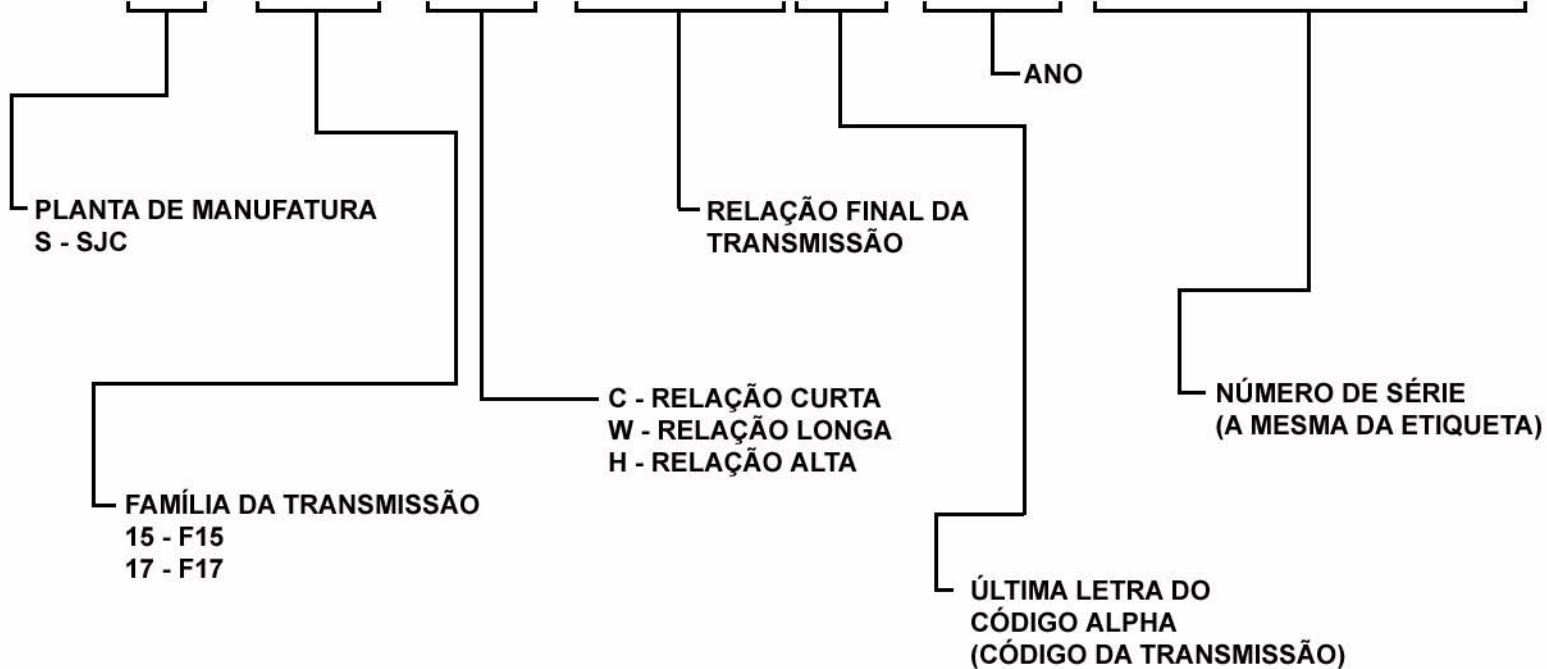 ANO
PLANTA DE MANUFATURA
S - SJC
RELAÇÃO FINAL DA
TRANSMISSÃO
C - RELAÇÃO CURTA
W - RELAÇÃO LONGA
H - RELAÇÃO ALTA
NÚMERO DE SÉRIE
(A MESMA DA ETIQUETA)
FAMÍLIA DA TRANSMISSÃO
15 - F15
17 - F17
ÚLTIMA LETRA DO
CÓDIGO ALPHA
(CÓDIGO DA TRANSMISSÃO)